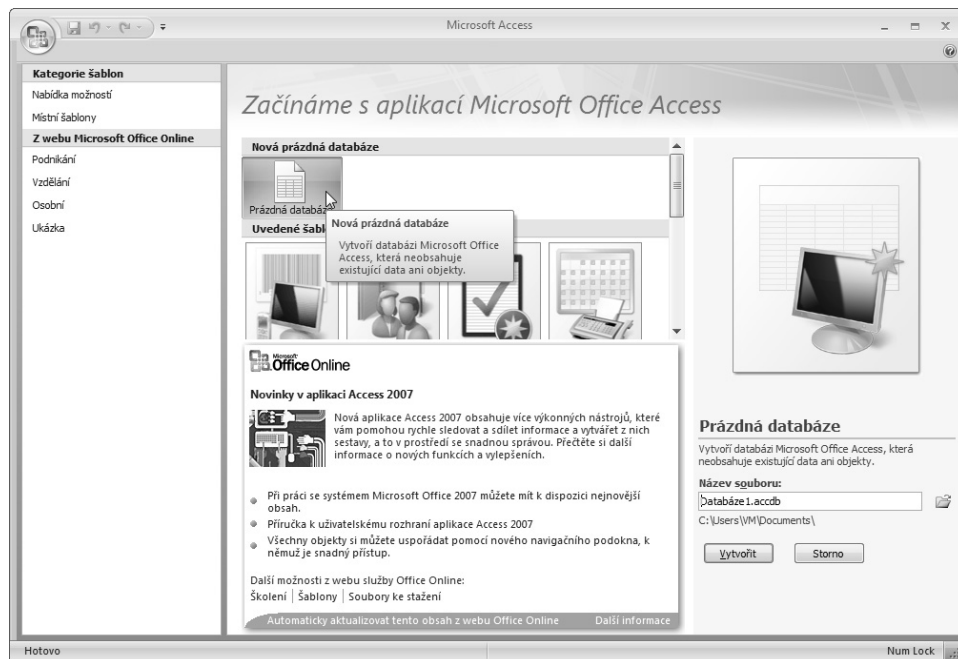 Microsoft Access
Kategorie šablon
Nabídka možností
Místní šablony
Z webu Microsoft Office Online
Podnikání
Vzdělání
Osobní
Ukázka
Začínáme s aplikací Microsoft Office Access
Nová prázdná databáze
Prázdná databáze
Nová prázdná databáze
Vytvoří databázi Microsoft Office
Access, která neobsahuje
existující data ani objekty.
Uvedené
Microsoft
Office Online
Novinky v aplikaci Access 2007
Nová aplikace Access 2007 obsahuje více výkonných nástrojů, které
vám pomohou rychle sledovat a sdílet informace a vytvářet z nich
sestavy, a to v prostředí se snadnou správou. Přečtěte si další
informace o nových funkcích a vylepšeních.
Při práci se systémem Microsoft Office 2007 můžete mít k dispozici nejnovější
obsah.
Příručka k uživatelskému rozhraní aplikace Access 2007
Všechny objekty si můžete uspořádat pomocí nového navigačního podokna, k
němuž je snadný přístup.
Další možnosti z webu služby Office Online:
Školení | Šablony | Soubory ke stažení
Automaticky aktualizovat tento obsah z webu Office Online Další informace
Prázdná databáze
Vytvoří databázi Microsoft Office Access, která
neobsahuje existující data ani objekty.
Název souboru:
Databáze1.accdb
C:\Users\VM\Documents\
Vytvořit Storno
Hotovo Num Lock